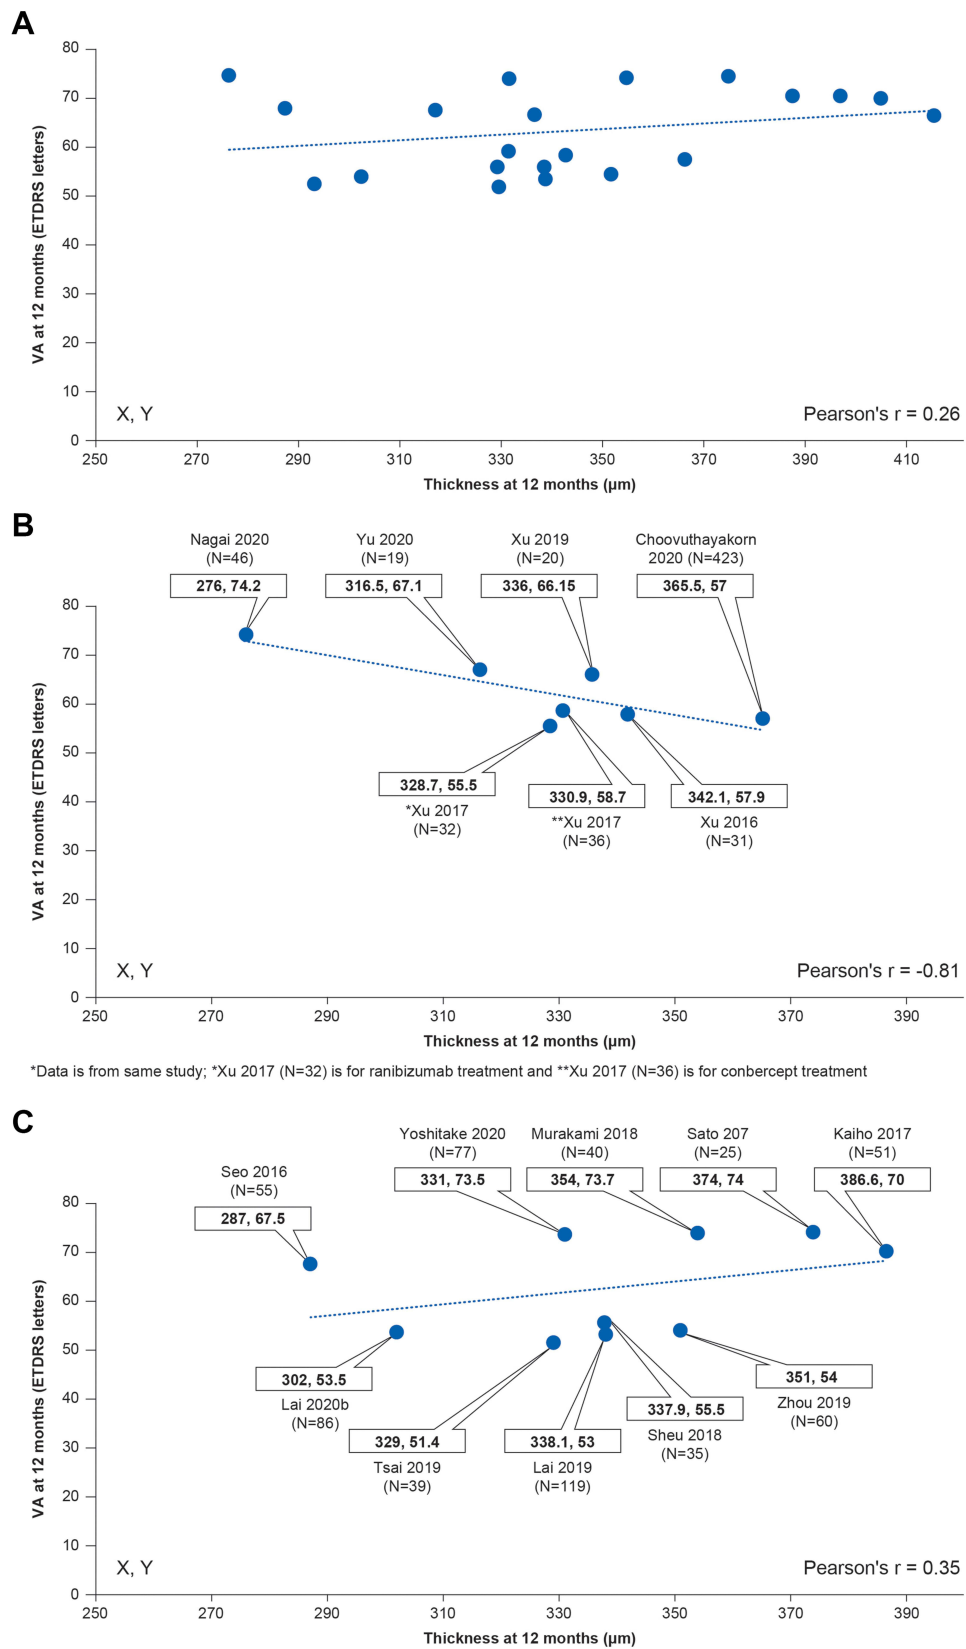 A
80
70
60
50
40
30
20
10
0
VA at 12 months (ETDRS letters)
X, Y
Pearson's r = 0.26
250 270 290 310 330 350 370 390 410
Thickness at 12 months (µm)
B
Nagai 2020
(N=46)
276, 74.2
Yu 2020
(N=19)
316.5, 67.1
Xu 2019
(N=20)
336, 66.15
Choovuthayakorn
2020 (N=423)
365.5, 57
80
70
60
50
40
30
20
10
0
VA at 12 months (ETDRS letters)
328.7, 55.5
*Xu 2017
(N=32)
330.9, 58.7
**Xu 2017
(N=36)
342.1, 57.9
Xu 2016
(N=31)
X, Y
Pearson's r = -0.81
250 270 290 310 330 350 370 390
Thickness at 12 months (µm)
*Data is from same study; *Xu 2017 (N=32) is for ranibizumab treatment and **Xu 2017 (N=36) is for conbercept treatment
C
Seo 2016
(N=55)
287, 67.5
Yoshitake 2020
(N=77)
331, 73.5
Murakami 2018
(N=40)
354, 73.7
Sato 207
(N=25)
374, 74
Kaiho 2017
(N=51)
386.6, 70
80
70
60
50
40
30
20
10
0
VA at 12 months (ETDRS letters)
302, 53.5
Lai 2020b
(N=86)
329, 51.4
Tsai 2019
(N=39)
338.1, 53
Lai 2019
(N=119)
337.9, 55.5
Sheu 2018
(N=35)
351, 54
Zhou 2019
(N=60)
X, Y
Pearson's r = 0.35
250 270 290 310 330 350 370 390
Thickness at 12 months (µm)